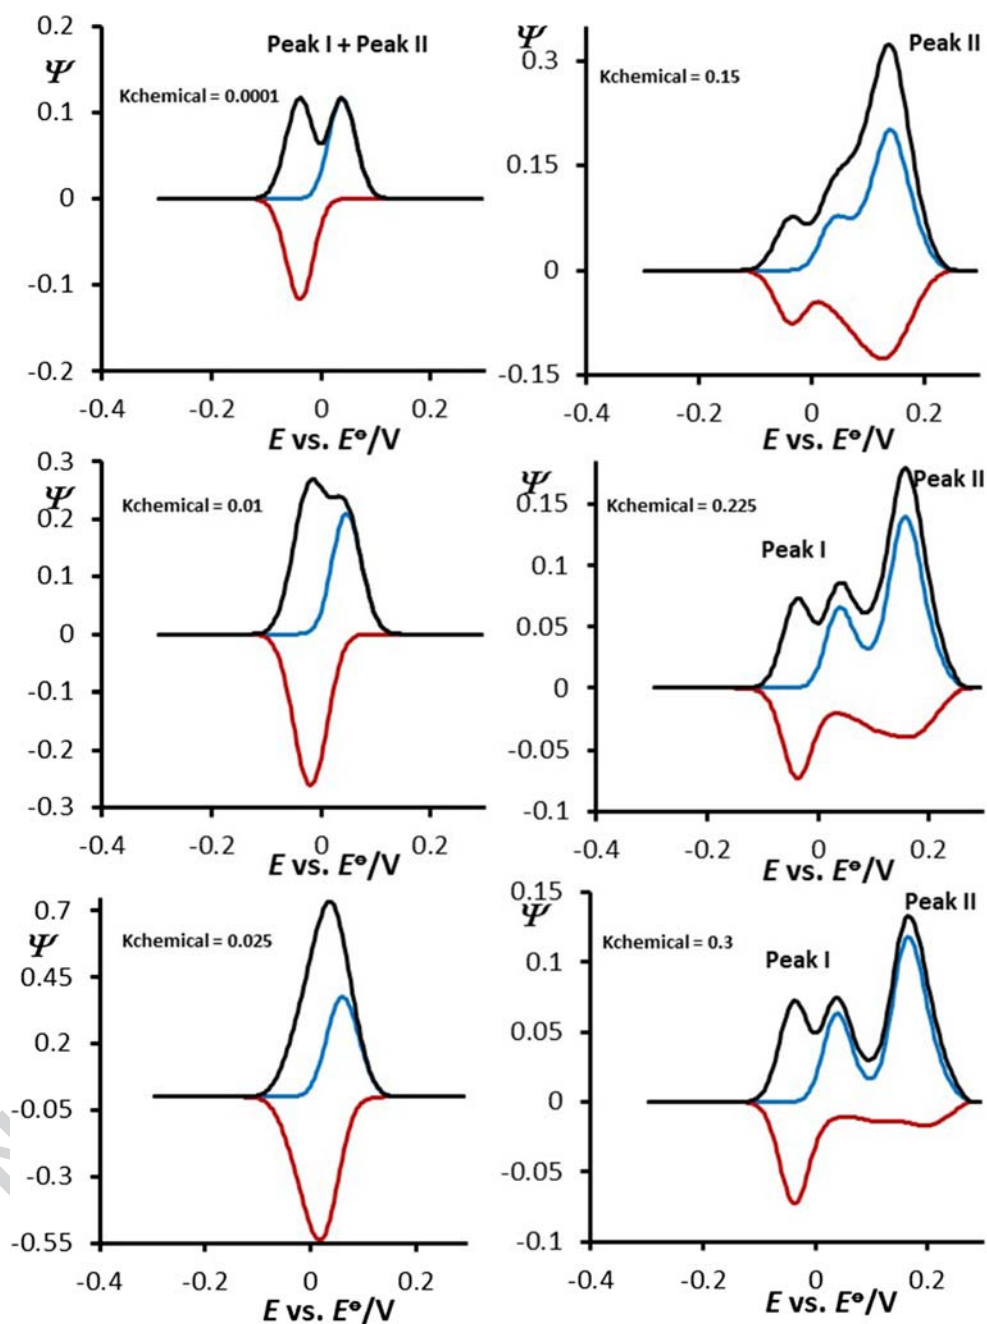 0.2
Ψ
Peak I + Peak II
Kchemical = 0.0001
0.1
0
-0.1
-0.2
-0.4
-0.2
0
0.2
E vs. E°/V
Ψ
0.3
Peak II
Kchemical = 0.15
0.15
0
-0.15
-0.4
-0.2
0
0.2
E vs. E°/V
0.3
Ψ
Kchemical = 0.01
0.2
0.1
0
-0.1
-0.2
-0.3
-0.4
-0.2
0
0.2
E vs. E°/V
Ψ
Peak II
0.15
Kchemical = 0.225
Peak I
0.1
0.05
0
-0.05
-0.1
-0.4
-0.2
0
0.2
E vs. E°/V
0.7
Ψ
Kchemical = 0.025
0.45
0.2
-0.05
-0.3
-0.55
-0.4
-0.2
0
0.2
E vs. E°/V
0.15
Ψ
Peak II
Kchemical = 0.3
Peak I
0.1
0.05
0
-0.05
-0.1
-0.4
-0.2
0
0.2
E vs. E°/V